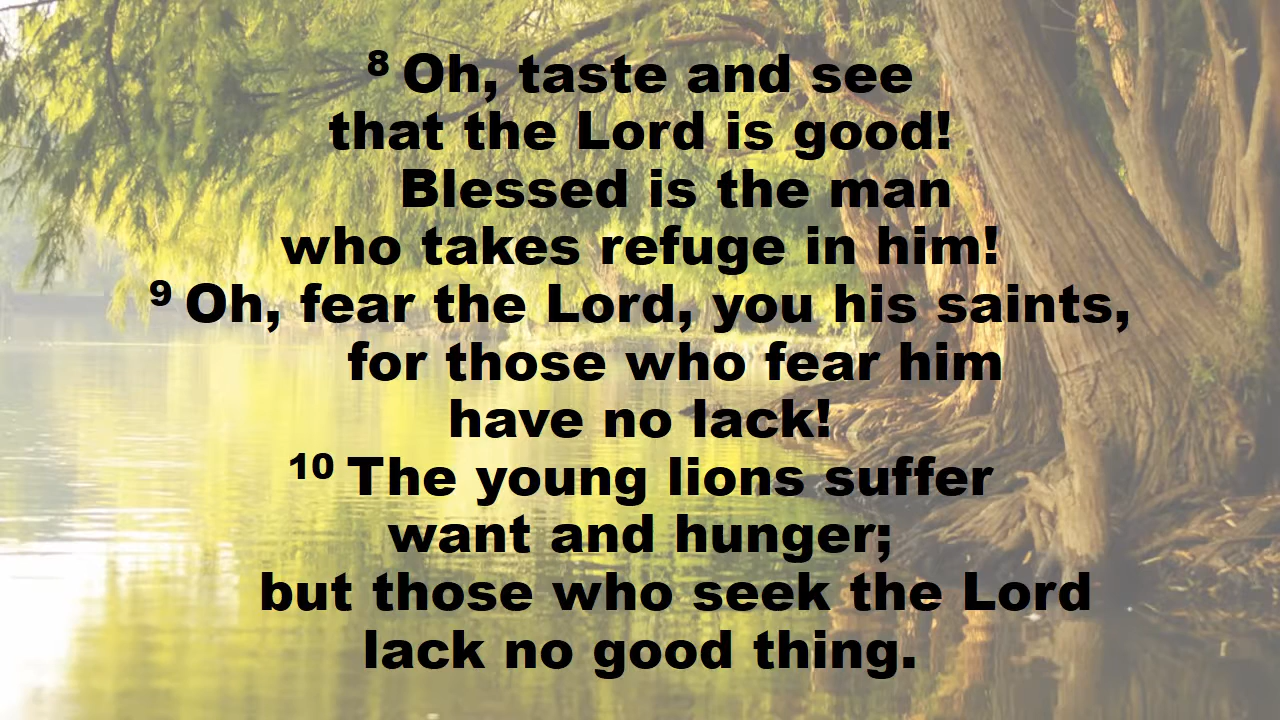 8 Oh, taste and see
that the Lord is good!
Blessed is the man
who takes refuge in him!
9 Oh, fear the Lord, you his saints,
for those who fear him
have no lack!
10 The young lions suffer
want and hunger;
but those who seek the Lord
lack no good thing.